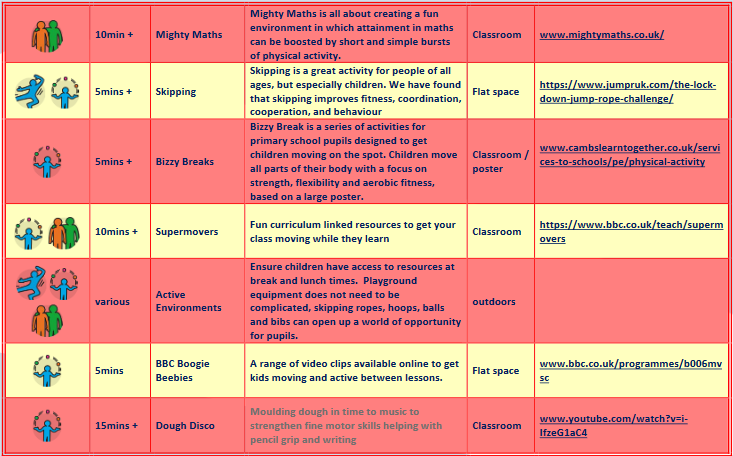 10min +
Mighty Maths
Mighty Maths is all about creating a fun
environment in which attainment in maths
can be boosted by short and simple bursts
of physical activity.
Classroom
www.mightymaths.co.uk/
5mins +
Skipping
Skipping is a great activity for people of all
ages, but especially children. We have found
that skipping improves fitness, coordination,
cooperation, and behaviour
Flat space
https://www.jumpruk.com/the-lock-
down-jump-rope-challenge/
5mins +
Bizzy Breaks
Bizzy Break is a series of activities for
primary school pupils designed to get
children moving on the spot. Children move
all parts of their body with a focus on
strength, flexibility and aerobic fitness,
based on a large poster.
Classroom /
poster
www.cambslearntogether.co.uk/servi
ces-to-schools/pe/physical-activity
10mins +
Supermovers
Fun curriculum linked resources to get your
class moving while they learn
Classroom
https://www.bbc.co.uk/teach/superm
overs
various
Active
Environments
Ensure children have access to resources at
break and lunch times.  Playground
equipment does not need to be
complicated, skipping ropes, hoops, balls
and bibs can open up a world of opportunity
for pupils.
outdoors
5mins
BBC Boogie
Beebies
A range of video clips available online to get
kids moving and active between lessons.
Flat space
www.bbc.co.uk/programmes/b006mv
sc
15mins +
Dough Disco
Moulding dough in time to music to
strengthen fine motor skills helping with
pencil grip and writing
Classroom
www.youtube.com/watch?v=i-
IfzeG1aC4